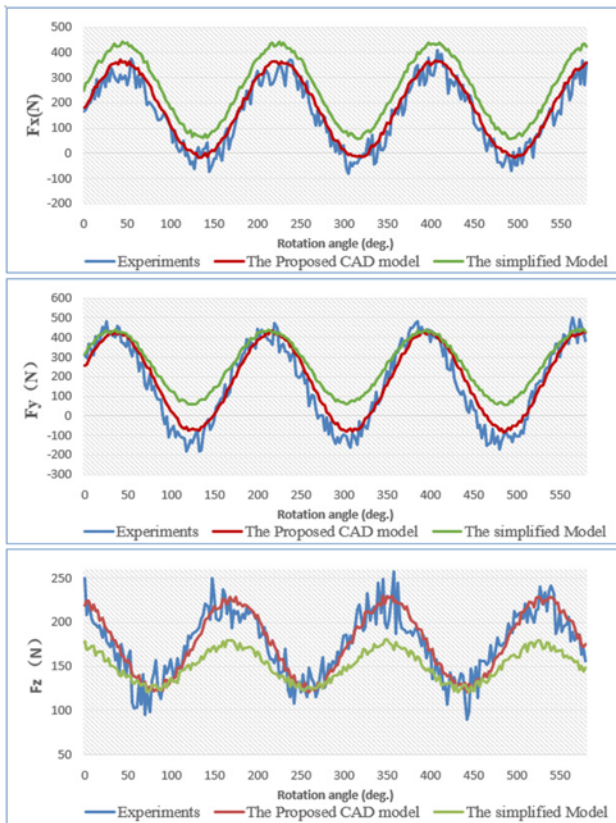 500
400
300
200
100
0
-100
-200
Fx(N)
0 50 100 150 200 250 300 350 400 450 500 550
Rotation angle (deg.)
Experiments The Proposed CAD model The simplified Model
600
500
400
300
200
100
0
-100
-200
-300
Fy (N)
0 50 100 150 200 250 300 350 400 450 500 550
Rotation angle (deg.)
Experiments The Proposed CAD model The simplified Model
250
200
150
100
50
Fz (N)
0 50 100 150 200 250 300 350 400 450 500 550
Rotation angle (deg.)
Experiments The Proposed CAD model The simplified Model